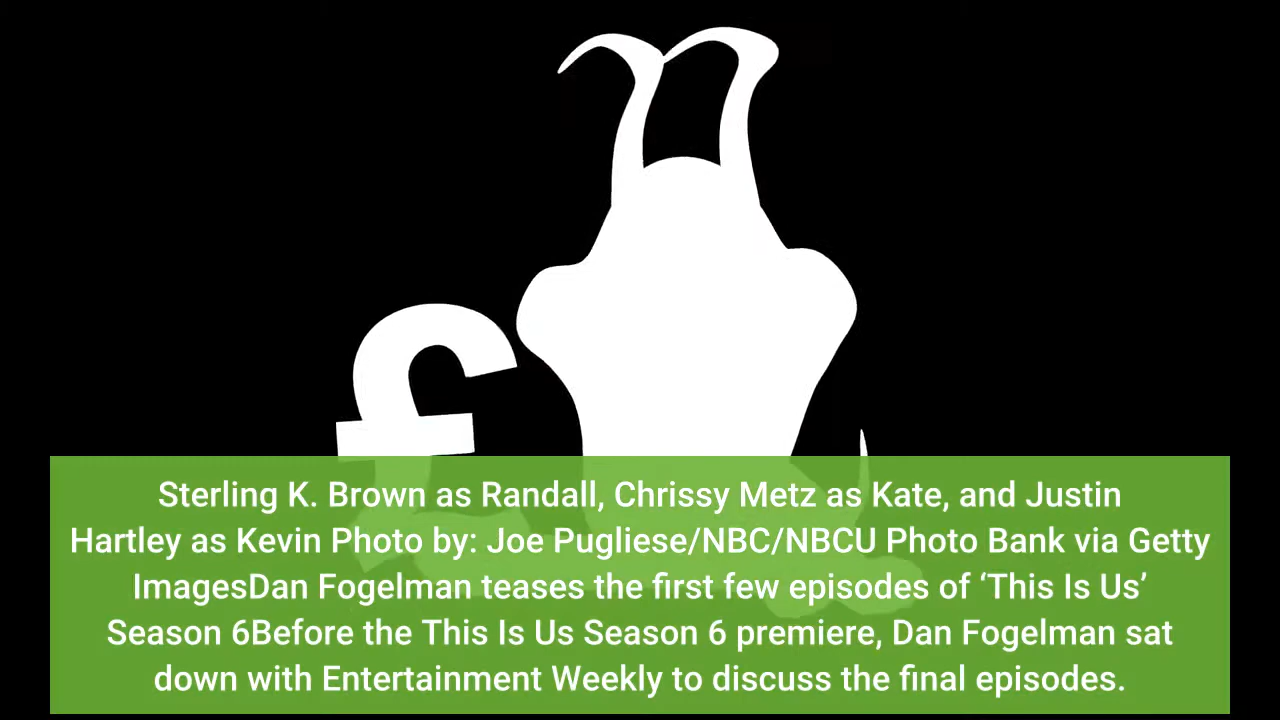 £
Sterling K. Brown as Randall, Chrissy Metz as Kate, and Justin
Hartley as Kevin Photo by: Joe Pugliese/NBC/NBCU Photo Bank via Getty
ImagesDan Fogelman teases the first few episodes of ‘This Is Us’
Season 6Before the This Is Us Season 6 premiere, Dan Fogelman sat
down with Entertainment Weekly to discuss the final episodes.